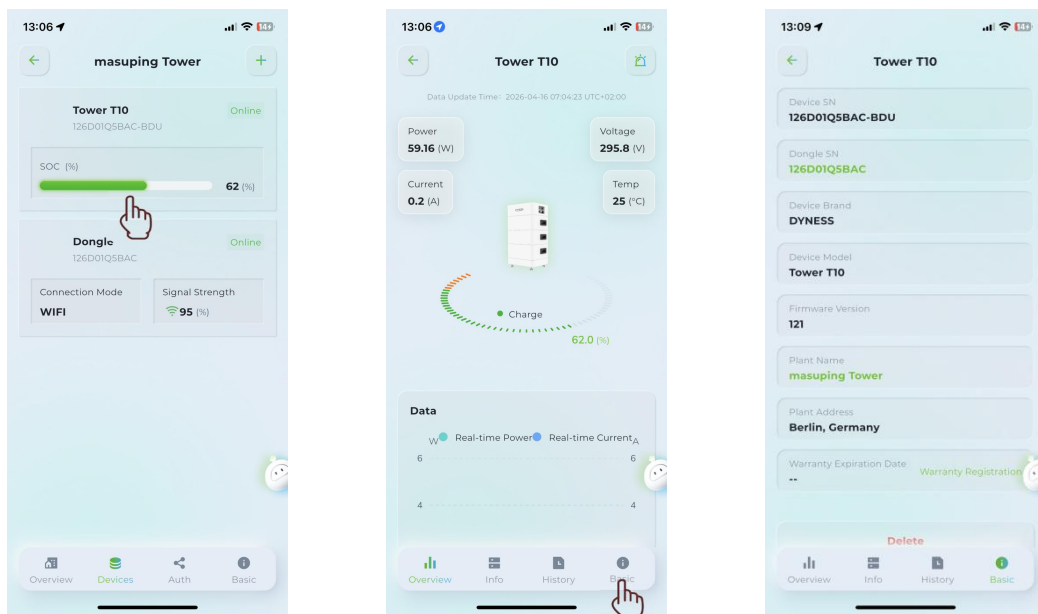 13:06
14+
masuping Tower
Tower T10
Online
126D01Q5BAC-BDU
SOC (%)
62 (%)
Dongle
Online
126D01Q5BAC
Connection Mode
Signal Strength
WIFI
95 (%)
Overview
Devices
Auth
Basic
13:06
14+
Tower T10
Data Update Time: 2026-04-16 07:04:23 UTC+02:00
Power
59.16 (W)
Voltage
295.8 (V)
Current
0.2 (A)
Temp
25 (°C)
Charge
62.0 (%)
Data
W
Real-time Power
Real-time Current
A
6
6
4
4
Overview
Info
History
Basic
13:09
14+
Tower T10
Device SN
126D01Q5BAC-BDU
Dongle SN
126D01Q5BAC
Device Brand
DYNESS
Device Model
Tower T10
Firmware Version
121
Plant Name
masuping Tower
Plant Address
Berlin, Germany
Warranty Expiration Date
--
Warranty Registration
Delete
Overview
Info
History
Basic